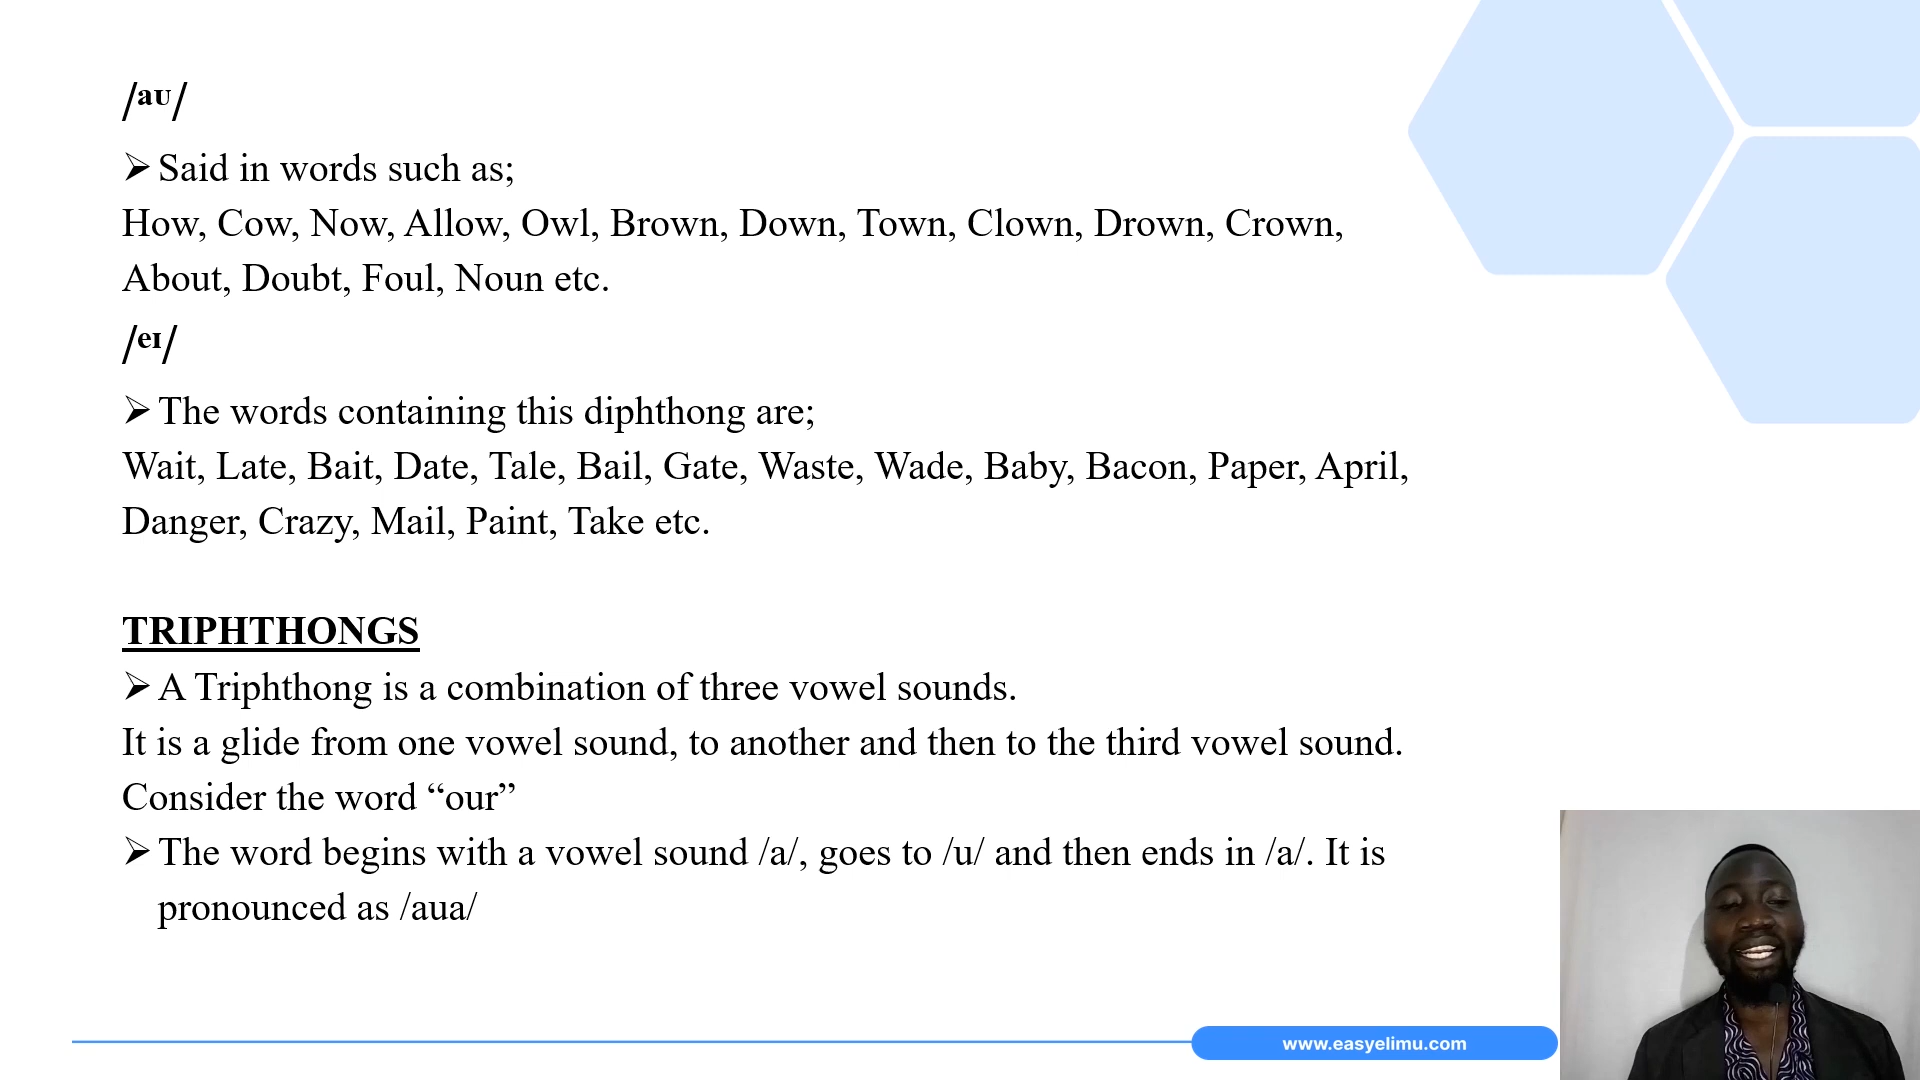 /aʊ/
➢ Said in words such as;
How, Cow, Now, Allow, Owl, Brown, Down, Town, Clown, Drown, Crown,
About, Doubt, Foul, Noun etc.
/eɪ/
➢ The words containing this diphthong are;
Wait, Late, Bait, Date, Tale, Bail, Gate, Waste, Wade, Baby, Bacon, Paper, April,
Danger, Crazy, Mail, Paint, Take etc.
TRIPHTHONGS
➢ A Triphthong is a combination of three vowel sounds.
It is a glide from one vowel sound, to another and then to the third vowel sound.
Consider the word “our”
➢ The word begins with a vowel sound /a/, goes to /u/ and then ends in /a/. It is
pronounced as /aua/
www.easyelimu.com